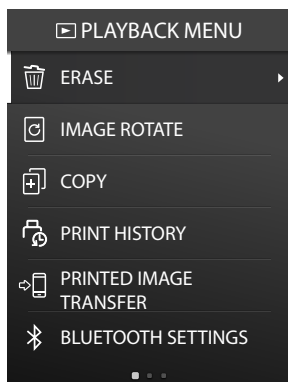 PLAYBACK MENU
ERASE
IMAGE ROTATE
COPY
PRINT HISTORY
PRINTED IMAGE
TRANSFER
BLUETOOTH SETTINGS